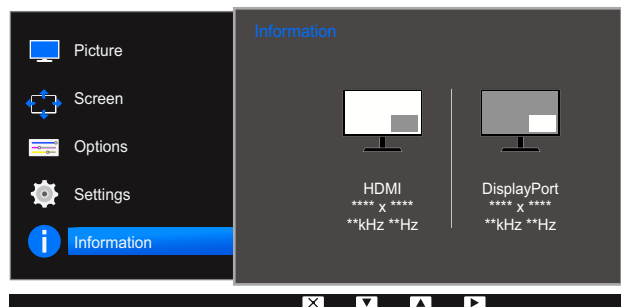 Information
Picture
Screen
Options
Settings
Information
HDMI
**** x ****
**kHz **Hz
DisplayPort
**** x ****
**kHz **Hz